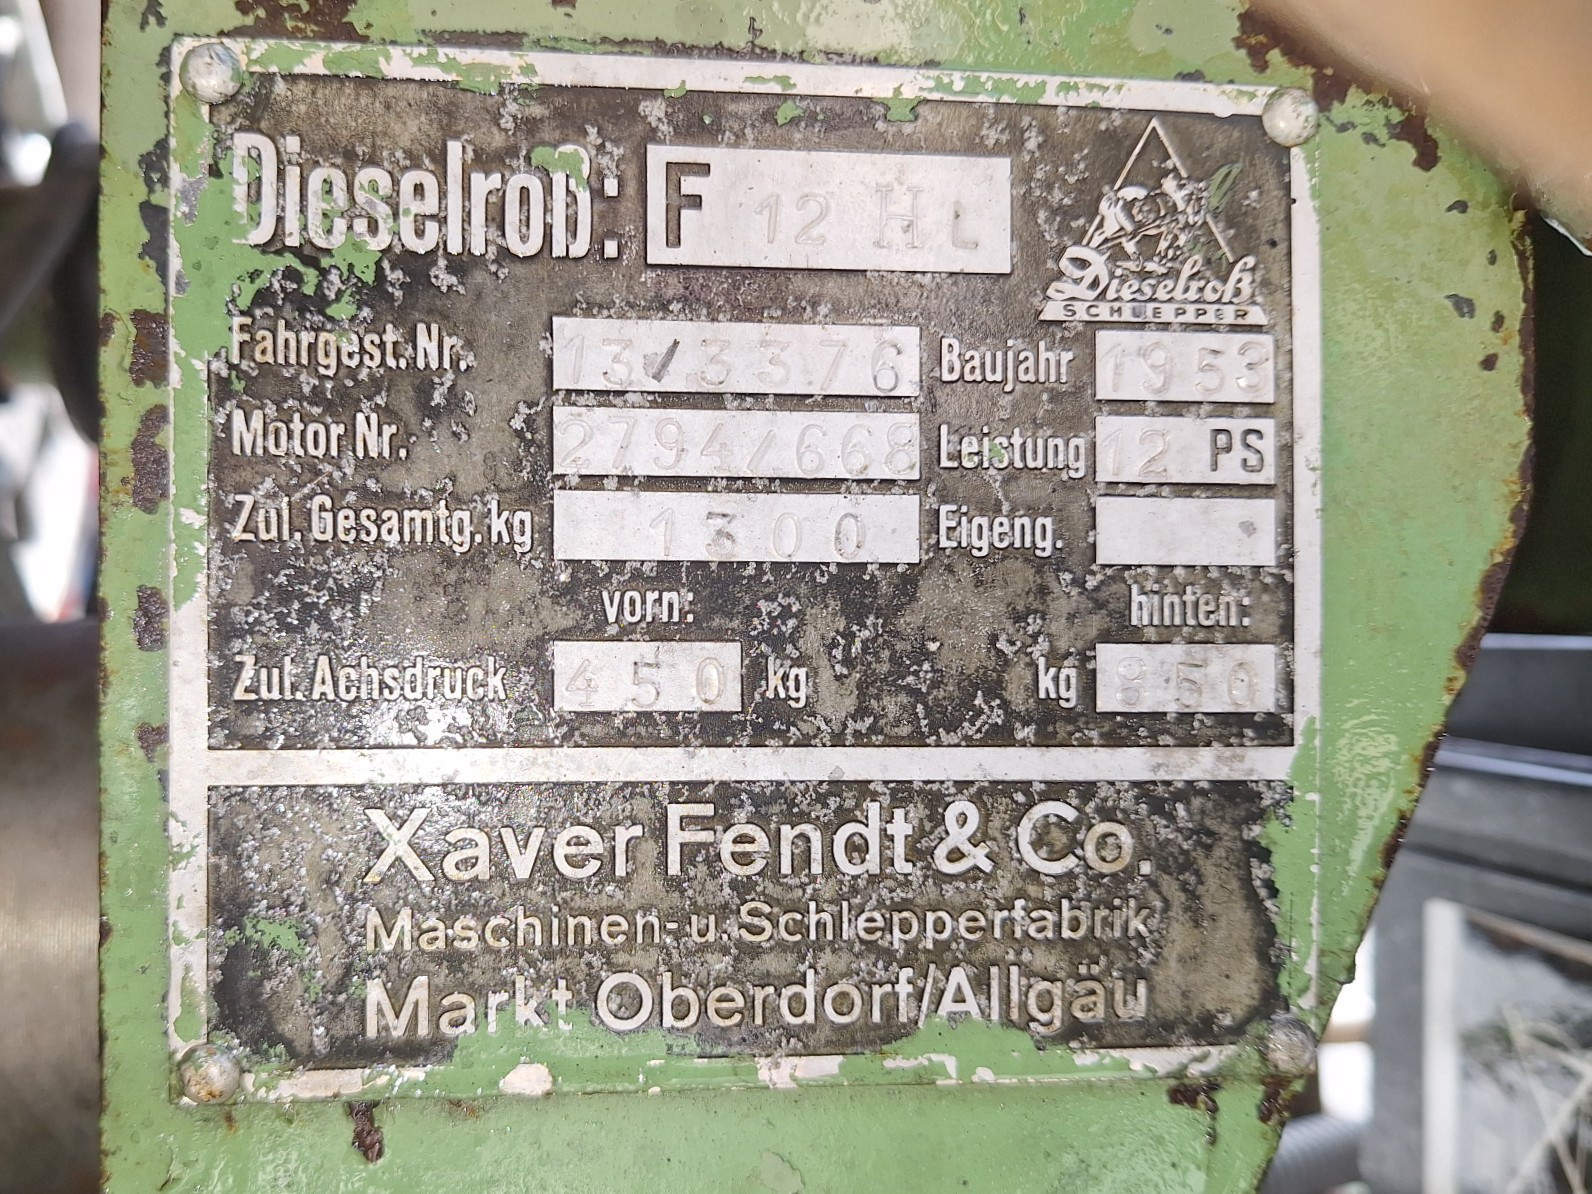 Dieselroß: F 12 H L
Dieselroß
SCHLEPPER
Fahrgest. Nr. 13/3376 Baujahr 1953
Motor Nr. 2794/668 Leistung 12 PS
Zul. Gesamtg. kg 1300 Eigeng.
vorn: hinten:
Zul. Achsdruck 450 kg kg 850
Xaver Fendt & Co.
Maschinen- u. Schlepperfabrik
Markt Oberdorf/Allgäu